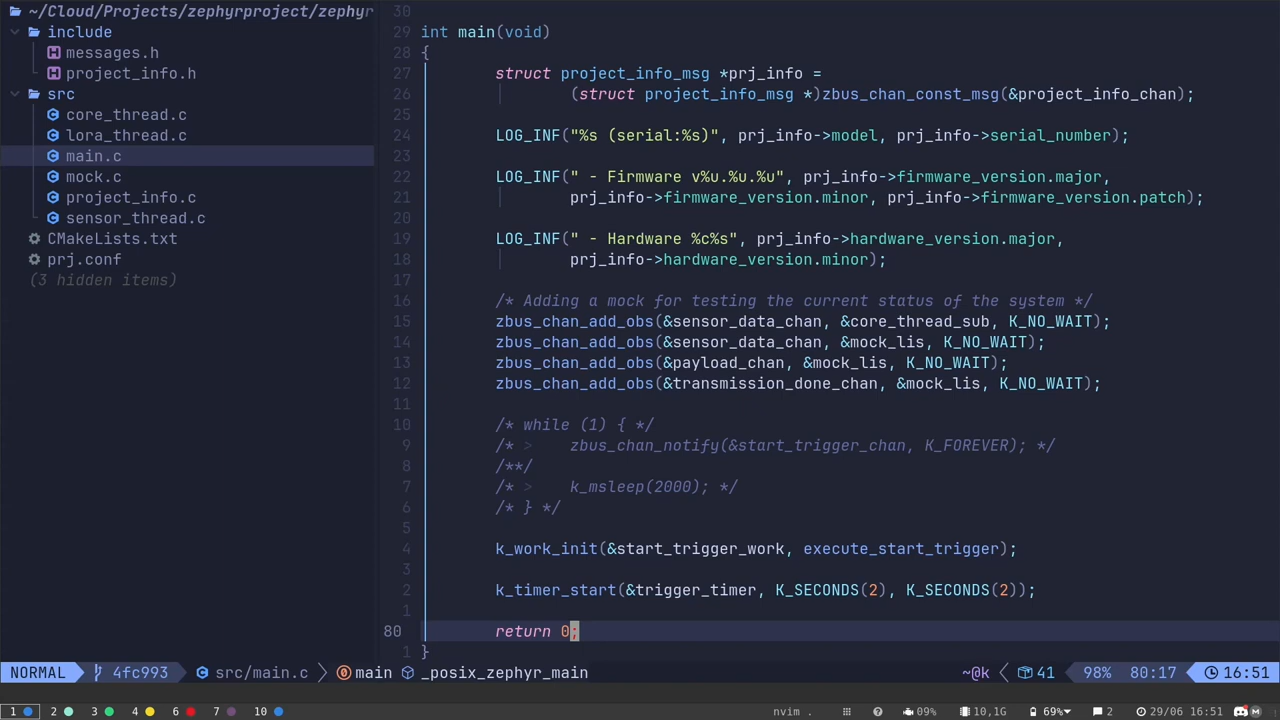 ~/Cloud/Projects/zephyrproject/zephyr
include
messages.h
project_info.h
src
core_thread.c
lora_thread.c
main.c
mock.c
project_info.c
sensor_thread.c
CMakeLists.txt
prj.conf
(3 hidden items)
30
29 int main(void)
28 {
27 struct project_info_msg *prj_info =
26 (struct project_info_msg *)zbus_chan_const_msg(&project_info_chan);
25
24 LOG_INF("%s (serial:%s)", prj_info->model, prj_info->serial_number);
23
22 LOG_INF(" - Firmware v%u.%u.%u", prj_info->firmware_version.major,
21 prj_info->firmware_version.minor, prj_info->firmware_version.patch);
20
19 LOG_INF(" - Hardware %c%s", prj_info->hardware_version.major,
18 prj_info->hardware_version.minor);
17
16 /* Adding a mock for testing the current status of the system */
15 zbus_chan_add_obs(&sensor_data_chan, &core_thread_sub, K_NO_WAIT);
14 zbus_chan_add_obs(&sensor_data_chan, &mock_lis, K_NO_WAIT);
13 zbus_chan_add_obs(&payload_chan, &mock_lis, K_NO_WAIT);
12 zbus_chan_add_obs(&transmission_done_chan, &mock_lis, K_NO_WAIT);
11
10 /* while (1) { */
9 /* > zbus_chan_notify(&start_trigger_chan, K_FOREVER); */
8 /**/
7 /* > k_msleep(2000); */
6 /* } */
5
4 k_work_init(&start_trigger_work, execute_start_trigger);
3
2 k_timer_start(&trigger_timer, K_SECONDS(2), K_SECONDS(2));
1
80 return 0;
1 }
NORMAL 4fc993 src/main.c main _posix_zephyr_main ~@k 41 98% 80:17 16:51
1 2 3 4 6 7 10 nvim . 09% 10,1G 69% 2 29/06 16:51